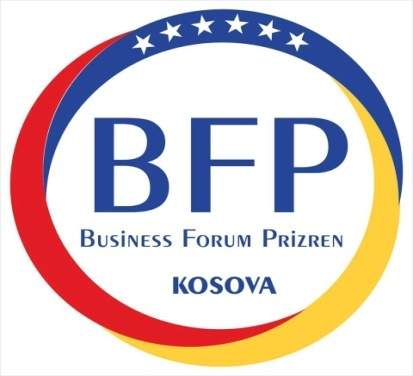 BFP
Business Forum Prizren
KOSOVA